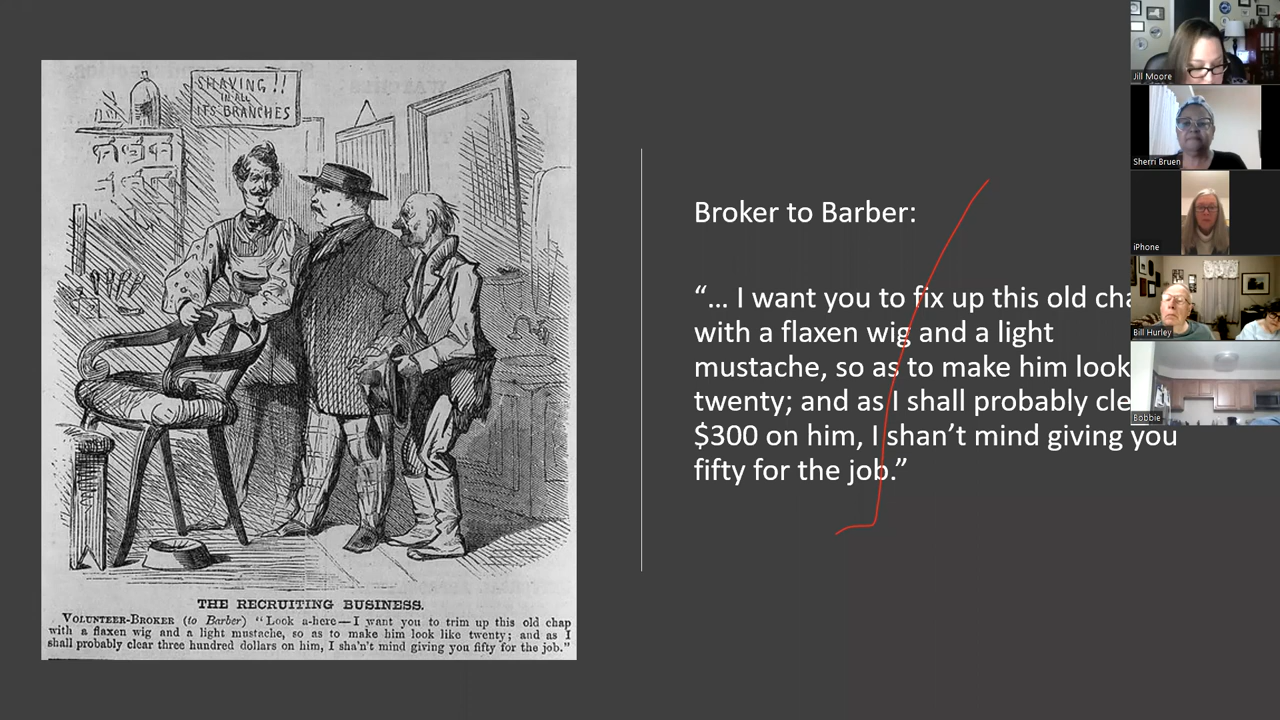 SHAVING!!
IN ALL
ITS BRANCHES
THE RECRUITING BUSINESS.
VOLUNTEER-BROKER (to Barber) “Look a-here—I want you to trim up this old chap
with a flaxen wig and a light mustache, so as to make him look like twenty; and as I
shall probably clear three hundred dollars on him, I sha'n't mind giving you fifty for the job.”
Broker to Barber:
“… I want you to fix up this old cha
with a flaxen wig and a light
mustache, so as to make him look
twenty; and as I shall probably cle
$300 on him, I shan’t mind giving you
fifty for the job.”
Jill Moore
Sherri Bruen
iPhone
Bill Hurley
Bobbie